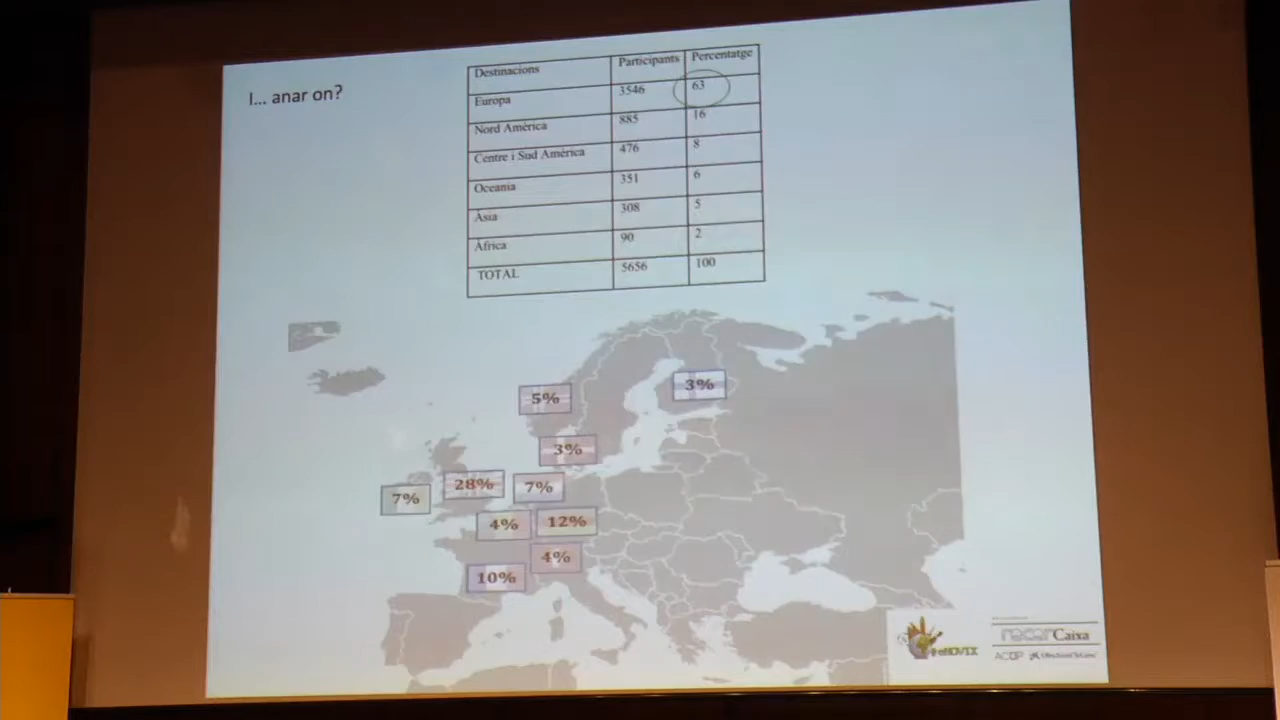 I... anar on?
Destinacions Participants Percentatge
Europa 3546 63
Nord Amèrica 885 16
Centre i Sud Amèrica 476 8
Oceania 351 6
Àsia 308 5
Àfrica 90 2
TOTAL 5656 100
5%
3%
3%
7%
28%
7%
4%
12%
4%
10%
recerCaixa
ACUP